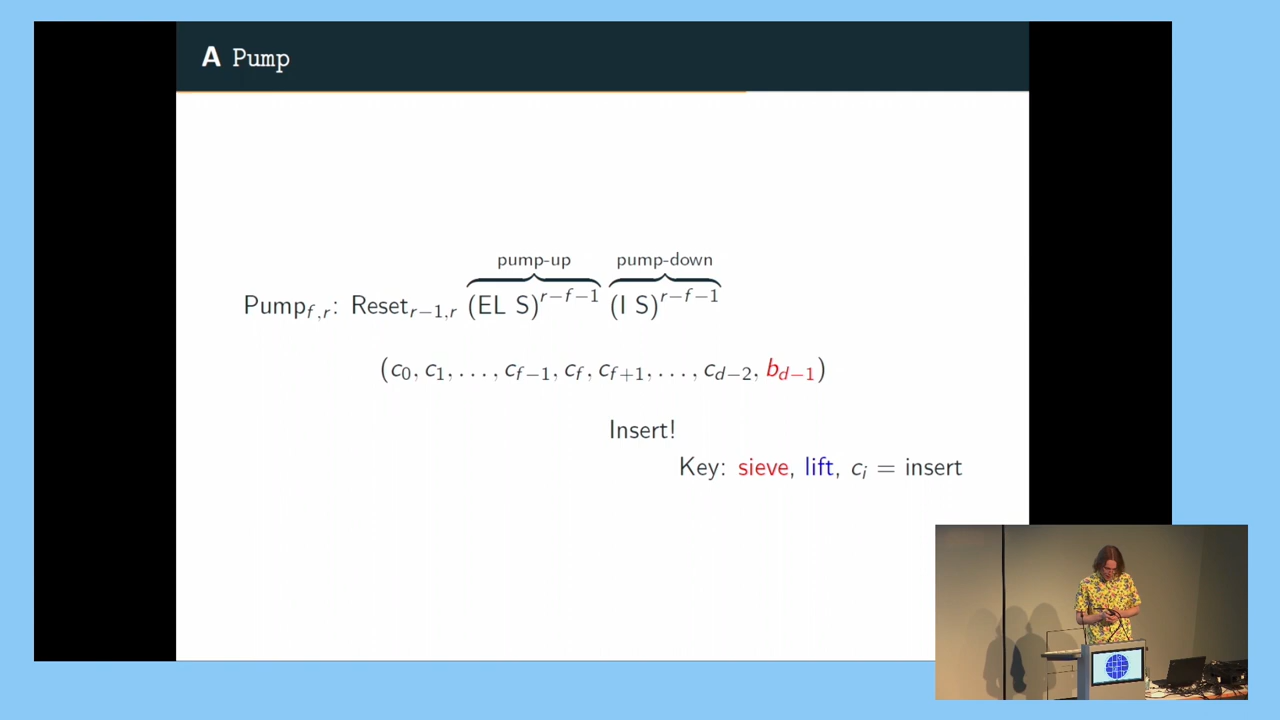 A Pump
pump-up pump-down
Pump_{f,r}: Reset_{r−1,r} (EL S)^{r−f−1} (I S)^{r−f−1}
(c_0, c_1, . . . , c_{f−1}, c_f, c_{f+1}, . . . , c_{d−2}, b_{d−1})
Insert!
Key: sieve, lift, c_i = insert